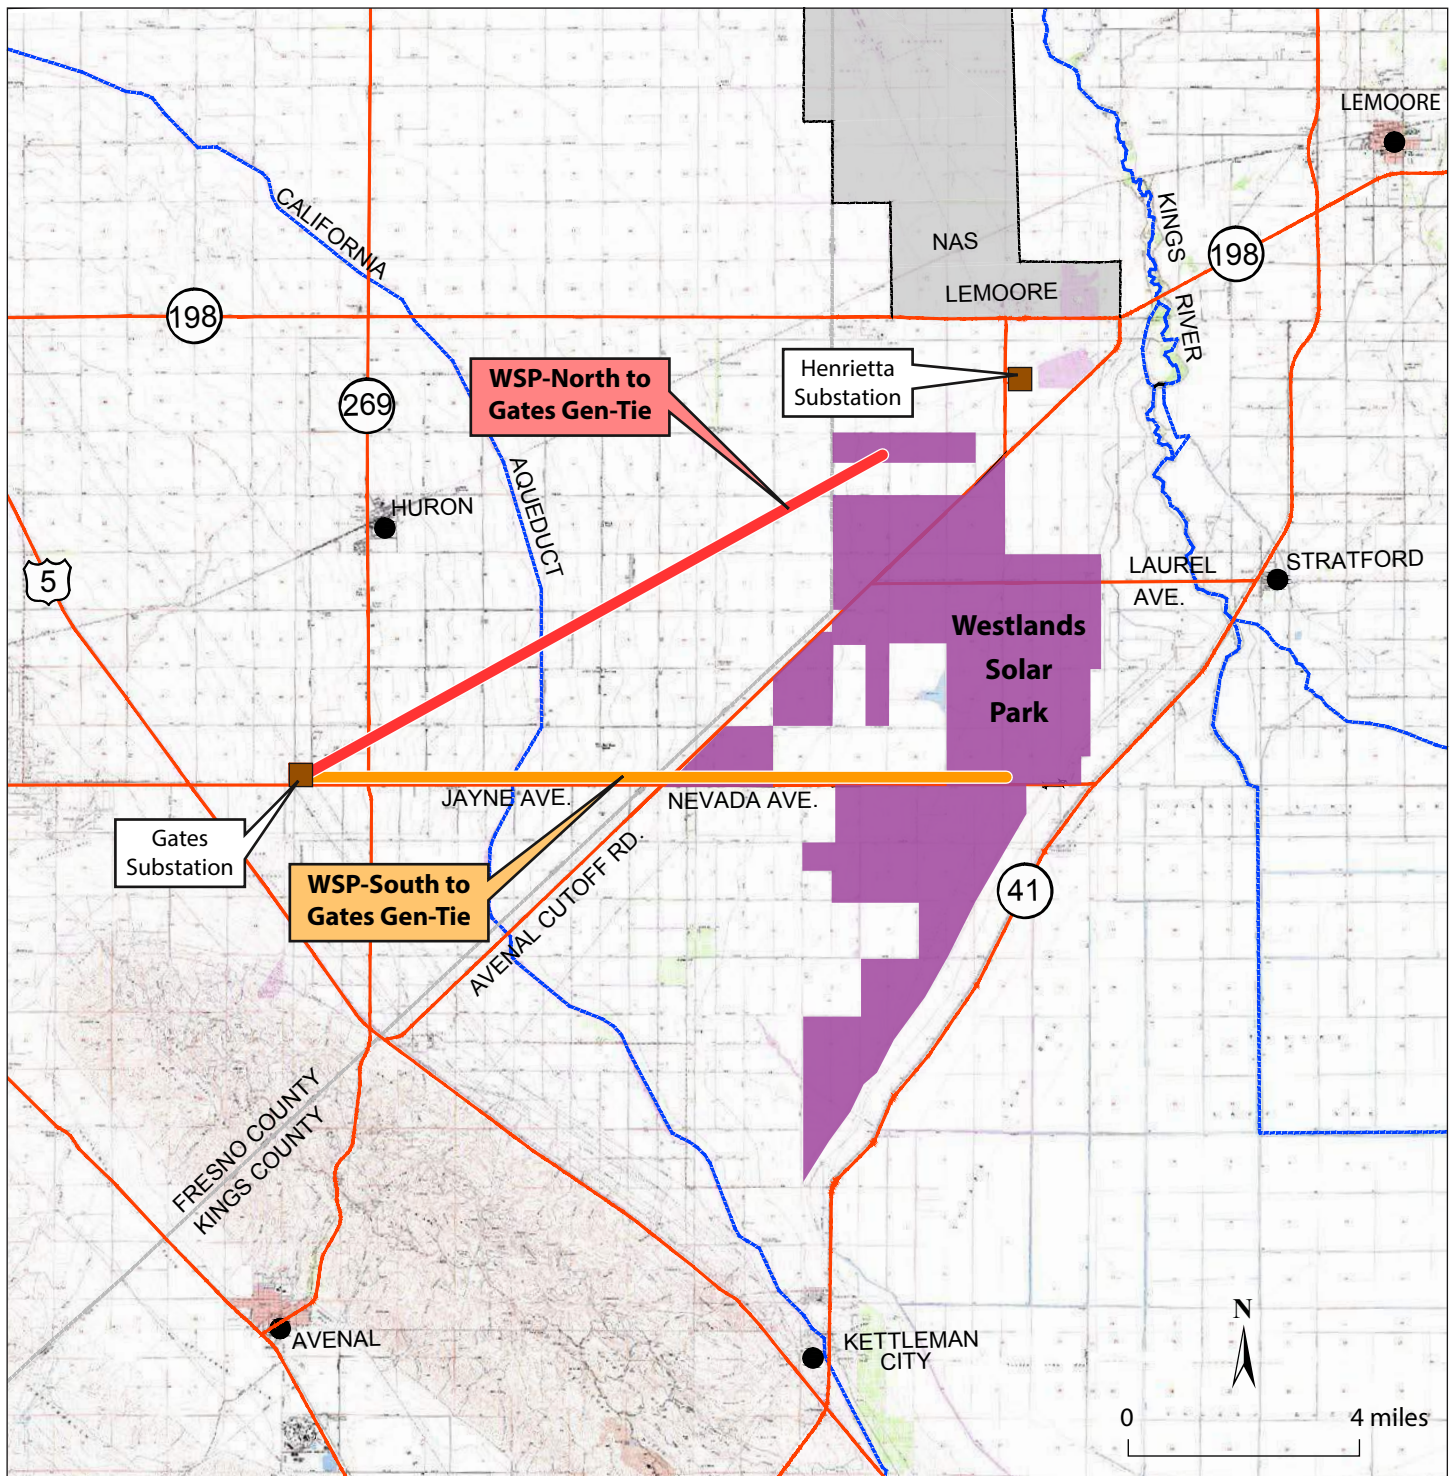 LEMOORE
KINGS
RIVER
CALIFORNIA
NAS
LEMOORE
198
198
WSP-North to
Gates Gen-Tie
Henrietta
Substation
269
AQUEDUCT
HURON
5
LAUREL
AVE.
STRATFORD
Westlands
Solar
Park
JAYNE AVE.
NEVADA AVE.
Gates
Substation
WSP-South to
Gates Gen-Tie
AVENAL CUTOFF RD.
41
FRESNO COUNTY
KINGS COUNTY
AVENAL
KETTLEMAN
CITY
N
0
4 miles